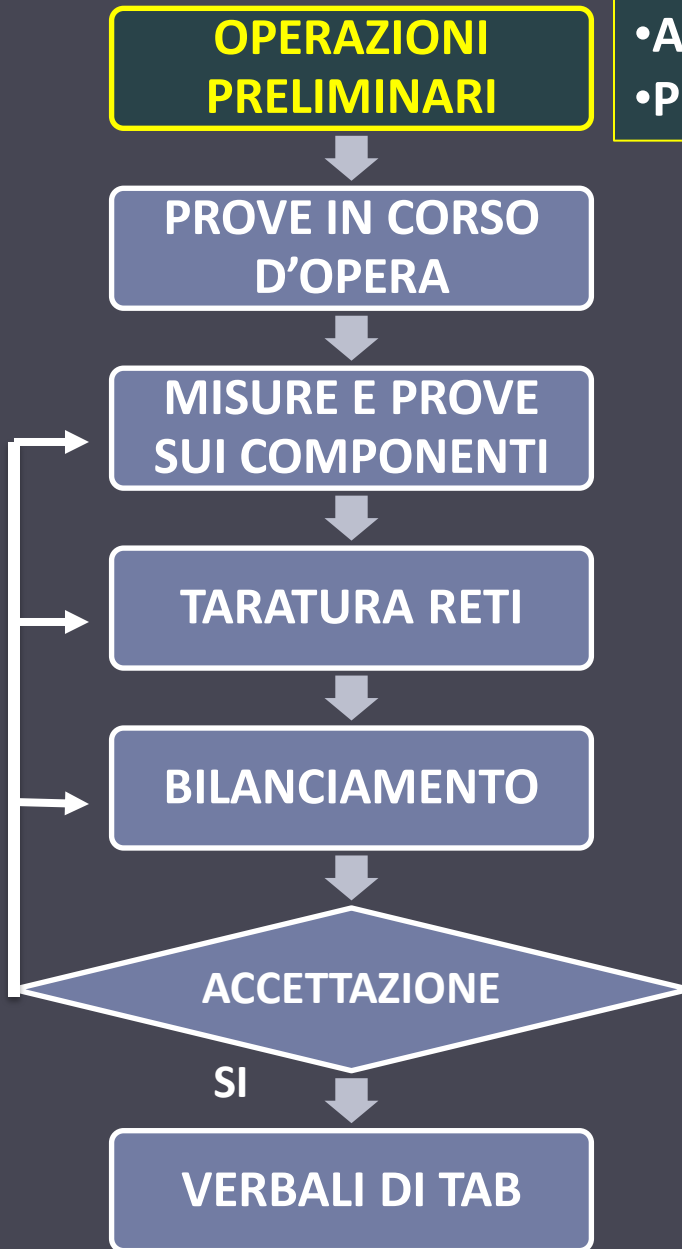 OPERAZIONI
PRELIMINARI
•A
•P
PROVE IN CORSO
D’OPERA
MISURE E PROVE
SUI COMPONENTI
TARATURA RETI
BILANCIAMENTO
ACCETTAZIONE
SI
VERBALI DI TAB